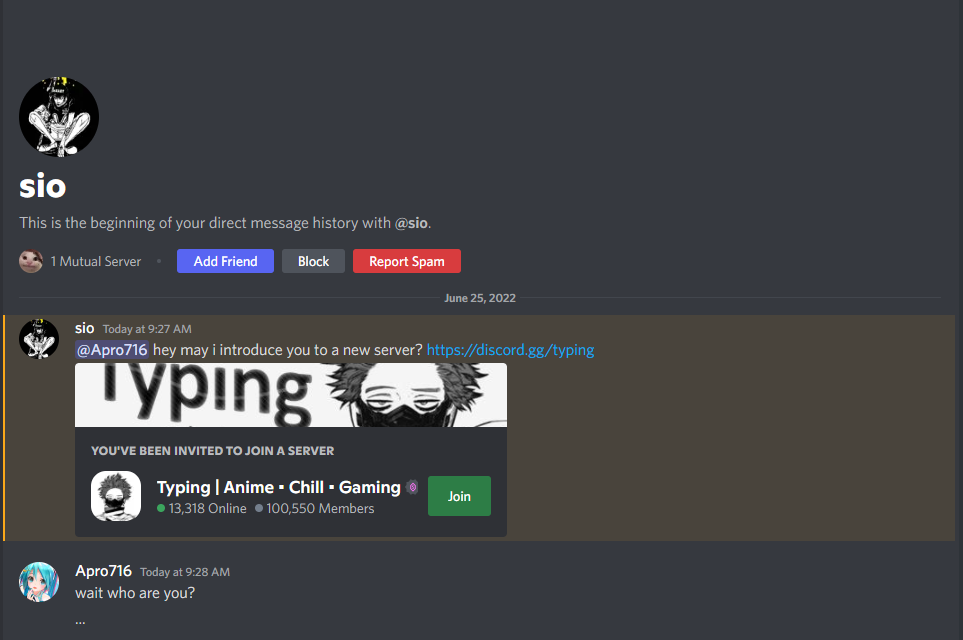 sio
This is the beginning of your direct message history with @sio.
1 Mutual Server • Add Friend Block Report Spam
June 25, 2022
sio Today at 9:27 AM
@Apro716 hey may i introduce you to a new server? https://discord.gg/typing
Typing
YOU'VE BEEN INVITED TO JOIN A SERVER
Typing | Anime • Chill • Gaming
Join
13,318 Online 100,550 Members
Apro716 Today at 9:28 AM
wait who are you?
...